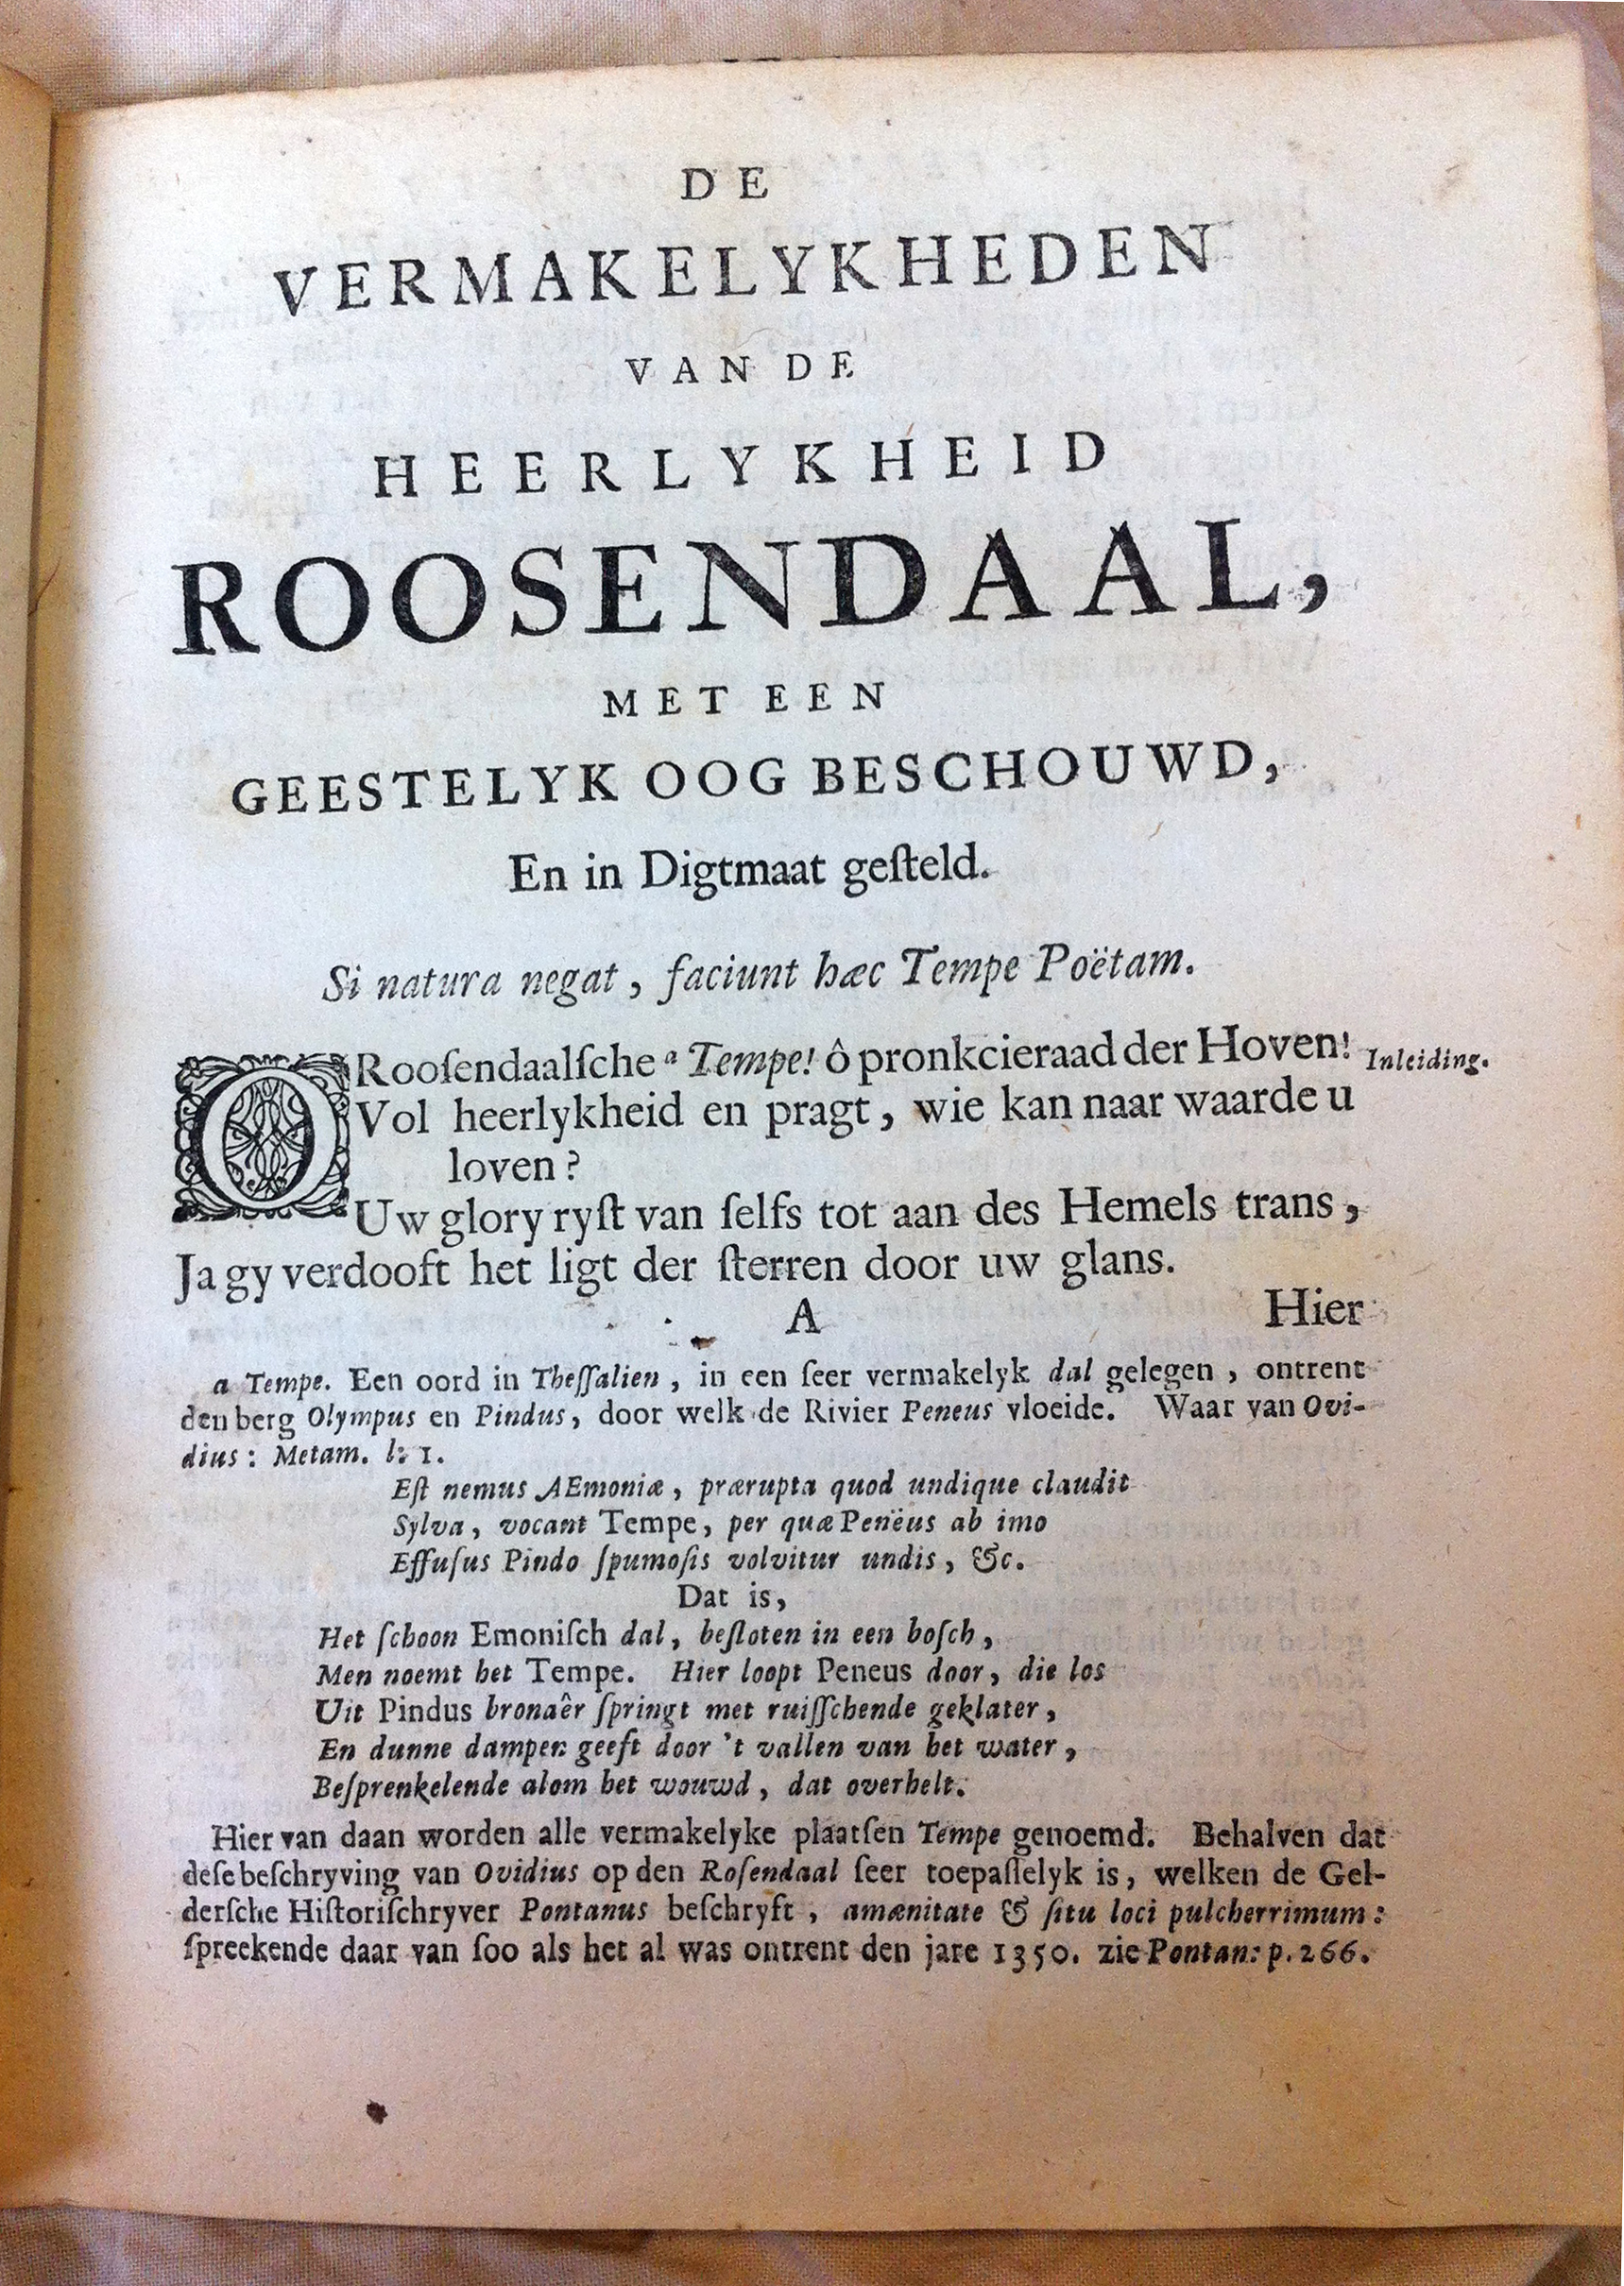 DE
VERMAKELYKHEDEN
VAN DE
HEERLYKHEID
ROOSENDAAL,
MET EEN
GEESTELYK OOG BESCHOUWD,
En in Digtmaat geſteld.
Si natura negat, faciunt hæc Tempe Poëtam.
O Rooſendaalſche ª Tempe! ô pronkcieraad der Hoven! Inleiding.
Vol heerlykheid en pragt, wie kan naar waarde u
loven?
Uw glory ryſt van ſelfs tot aan des Hemels trans,
Ja gy verdooft het ligt der ſterren door uw glans.
A Hier
a Tempe. Een oord in Theſſalien, in een ſeer vermakelyk dal gelegen, ontrent
den berg Olympus en Pindus, door welk de Rivier Peneus vloeide. Waar van Ovi-
dius: Metam. l: 1.
Eſt nemus AEmoniæ, prærupta quod undique claudit
Sylva, vocant Tempe, per quæ Penëus ab imo
Effuſus Pindo ſpumoſis volvitur undis, &c.
Dat is,
Het ſchoon Emoniſch dal, beſloten in een boſch,
Men noemt het Tempe. Hier loopt Peneus door, die los
Uit Pindus bronaêr ſpringt met ruiſſchende geklater,
En dunne dampen geeft door 't vallen van het water,
Beſprenkelende alom het wouwd, dat overhelt.
Hier van daan worden alle vermakelyke plaatſen Tempe genoemd. Behalven dat
deſe beſchryving van Ovidius op den Roſendaal ſeer toepaſſelyk is, welken de Gel-
derſche Hiſtoriſchryver Pontanus beſchryft, amænitate & ſitu loci pulcherrimum:
ſpreekende daar van ſoo als het al was ontrent den jare 1350. zie Pontan: p. 266.